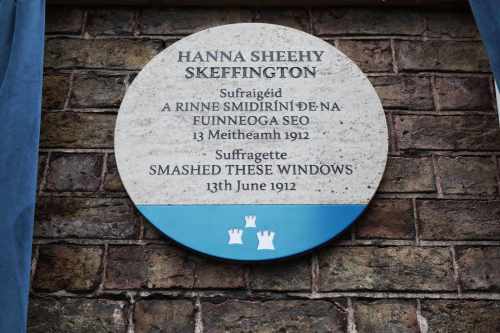 HANNA SHEEHY
SKEFFINGTON
Sufraigéid
A RINNE SMIDIRÍNÍ DE NA
FUINNEOGA SEO
13 Meitheamh 1912
Suffragette
SMASHED THESE WINDOWS
13th June 1912